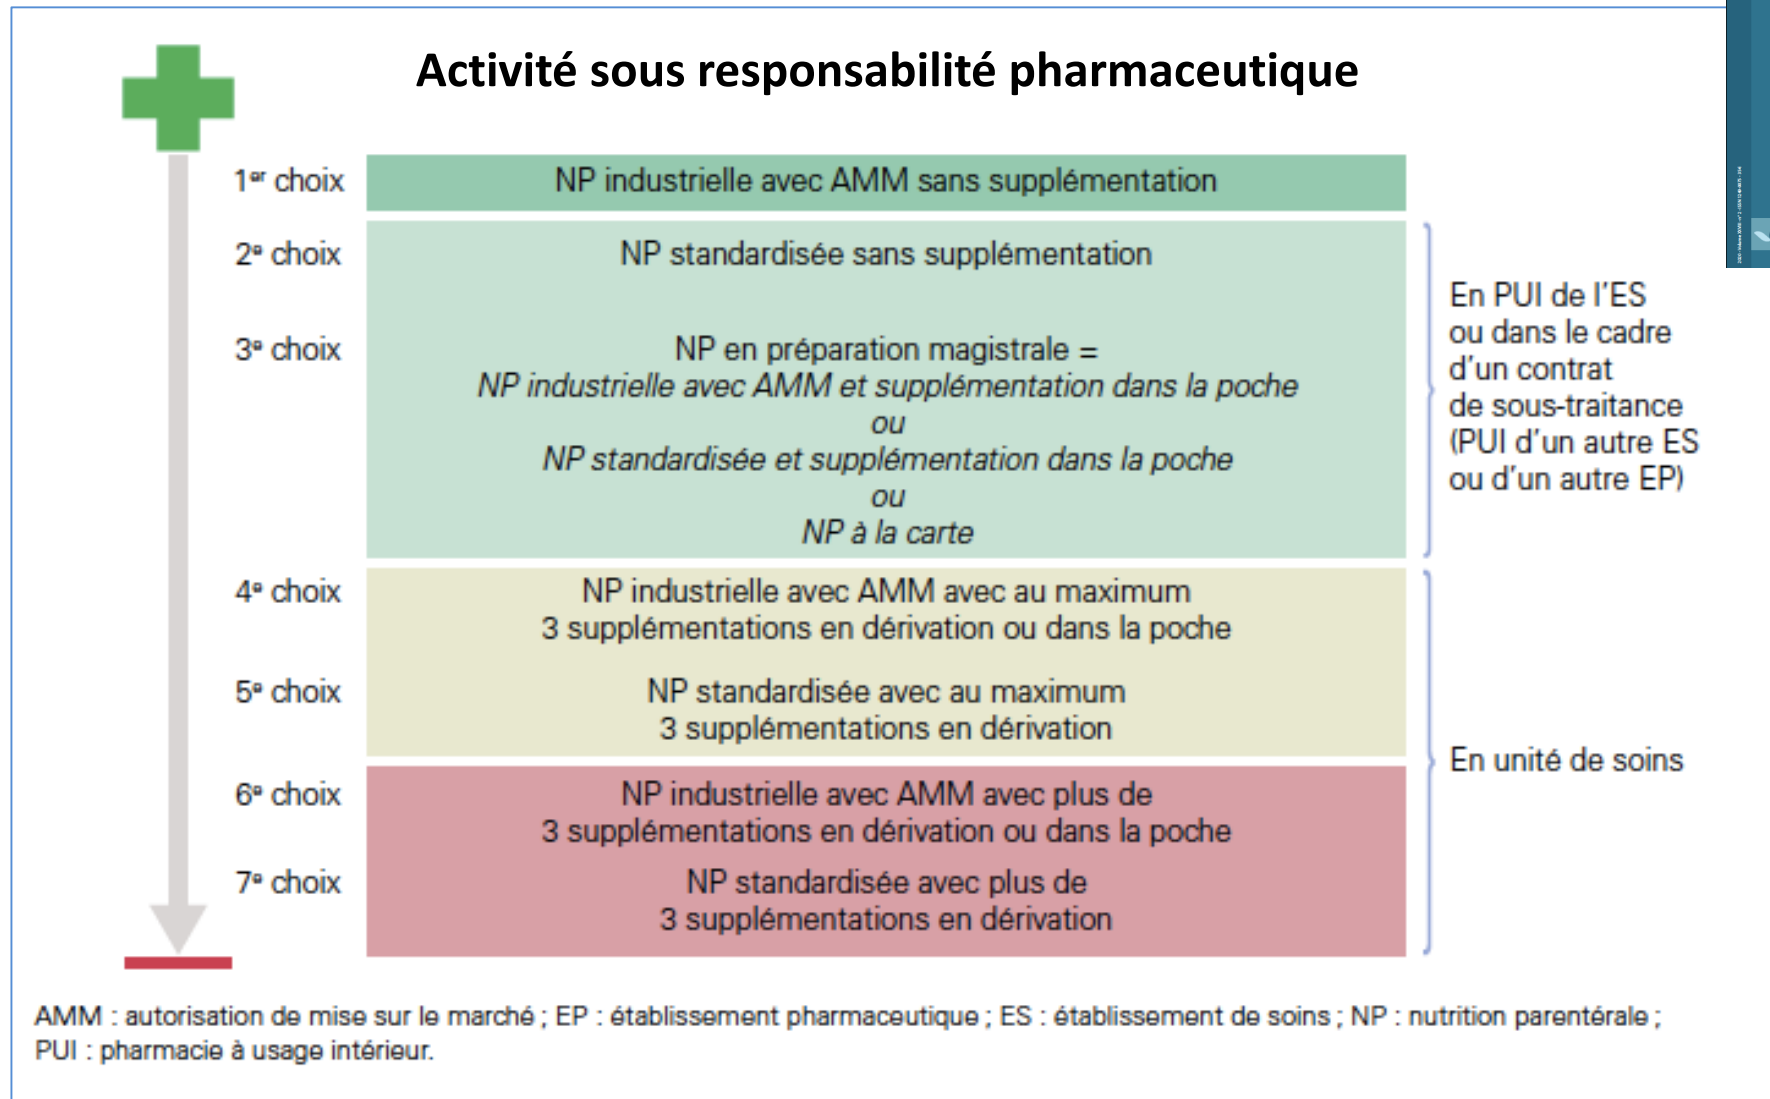 Activité sous responsabilité pharmaceutique
1er choix
NP industrielle avec AMM sans supplémentation
2e choix
NP standardisée sans supplémentation
3e choix
NP en préparation magistrale =
NP industrielle avec AMM et supplémentation dans la poche
ou
NP standardisée et supplémentation dans la poche
ou
NP à la carte
En PUI de l'ES
ou dans le cadre
d'un contrat
de sous-traitance
(PUI d'un autre ES
ou d'un autre EP)
4e choix
NP industrielle avec AMM avec au maximum
3 supplémentations en dérivation ou dans la poche
5e choix
NP standardisée avec au maximum
3 supplémentations en dérivation
6e choix
NP industrielle avec AMM avec plus de
3 supplémentations en dérivation ou dans la poche
7e choix
NP standardisée avec plus de
3 supplémentations en dérivation
En unité de soins
AMM : autorisation de mise sur le marché ; EP : établissement pharmaceutique ; ES : établissement de soins ; NP : nutrition parentérale ;
PUI : pharmacie à usage intérieur.